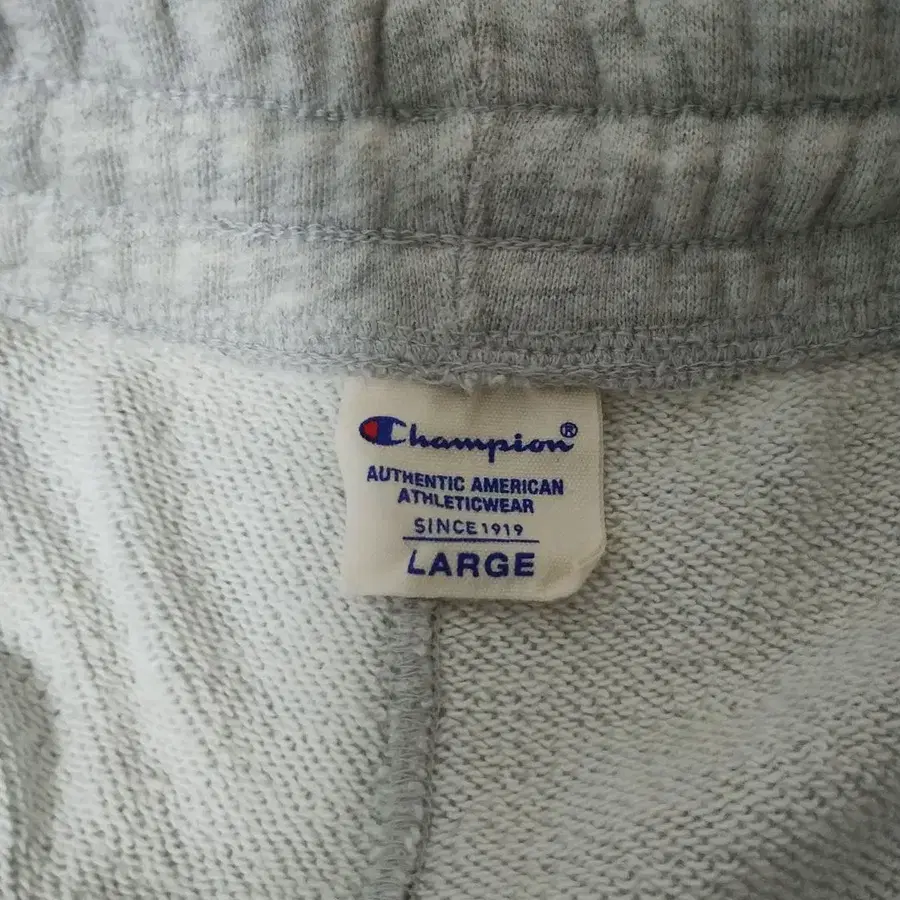 Champion®
AUTHENTIC AMERICAN
ATHLETICWEAR
SINCE 1919
LARGE